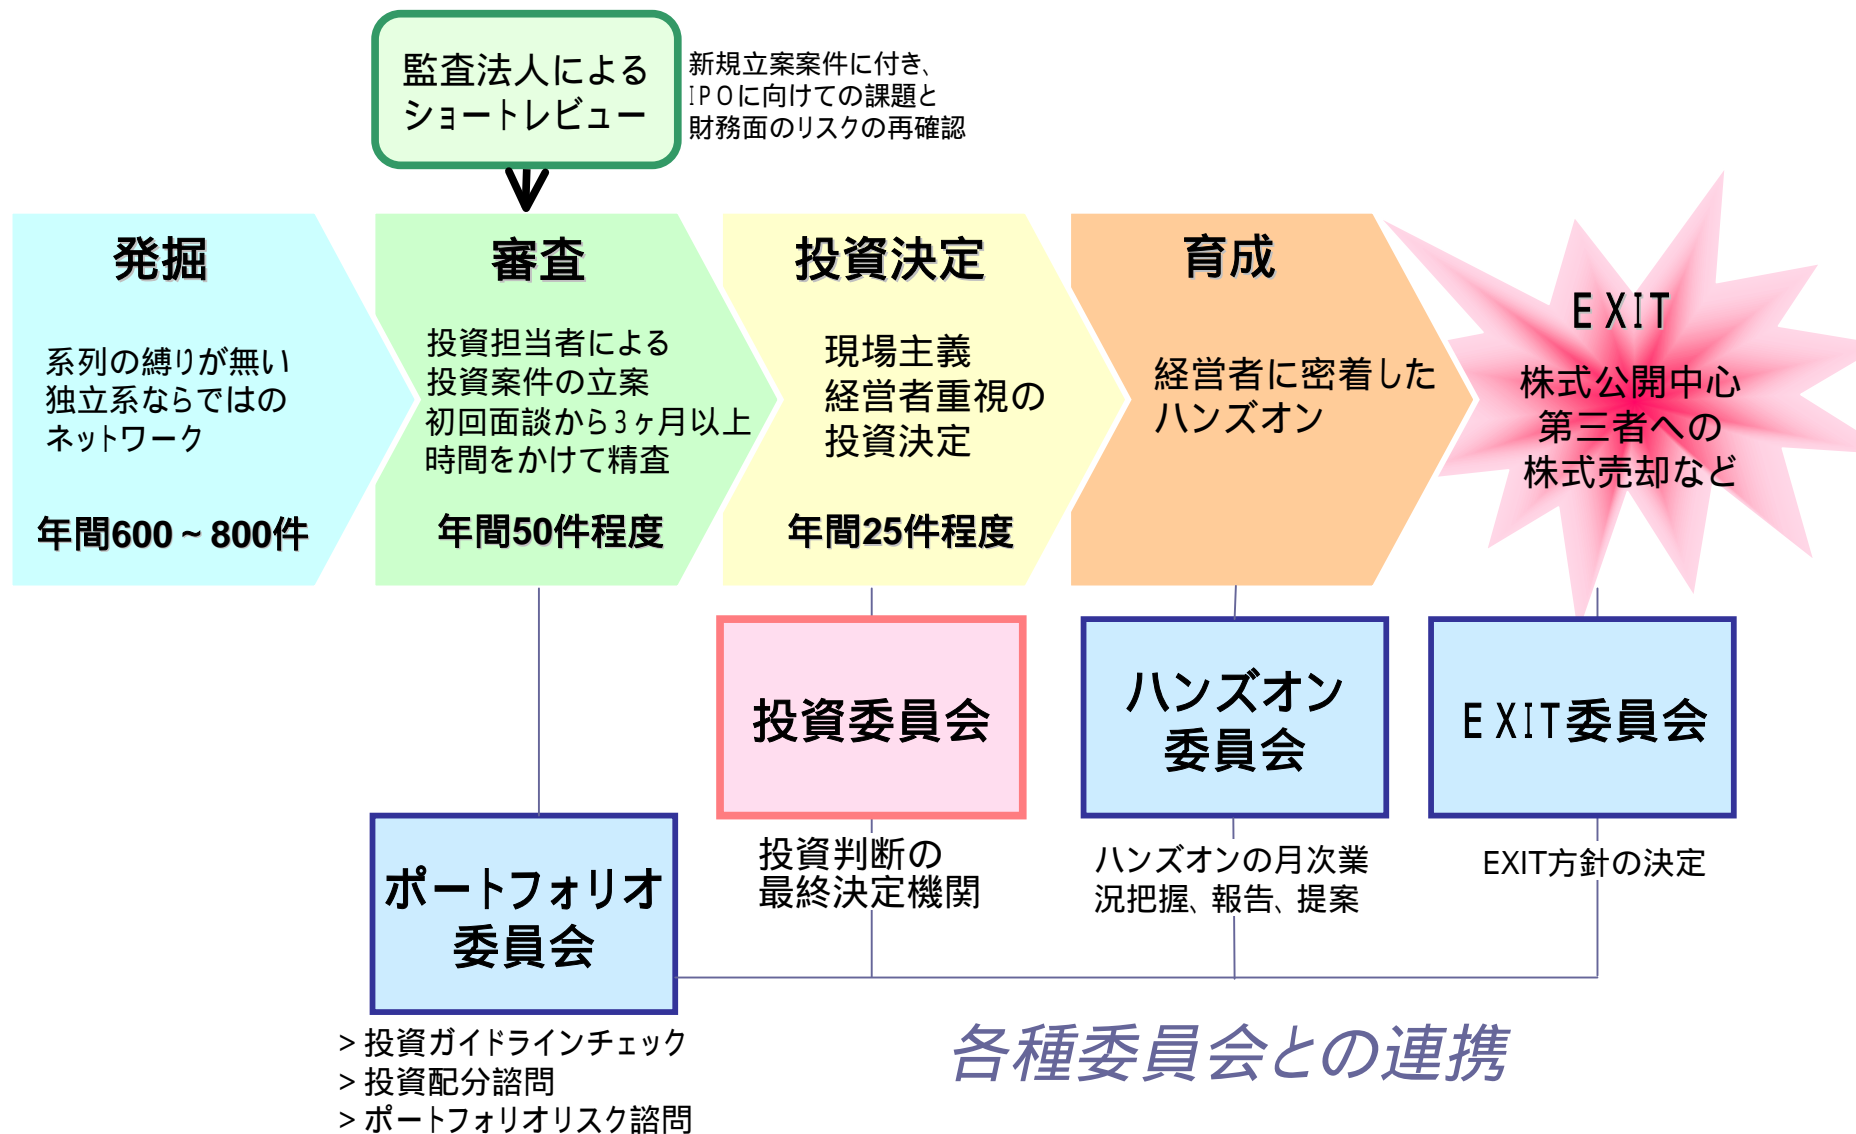 監査法人による
ショートレビュー
新規立案案件に付き、
IPOに向けての課題と
財務面のリスクの再確認
発掘
系列の縛りが無い
独立系ならではの
ネットワーク
年間600~800件
審査
投資担当者による
投資案件の立案
初回面談から3ヶ月以上
時間をかけて精査
年間50件程度
投資決定
現場主義
経営者重視の
投資決定
年間25件程度
育成
経営者に密着した
ハンズオン
EXIT
株式公開中心
第三者への
株式売却など
投資委員会
投資判断の
最終決定機関
ハンズオン
委員会
ハンズオンの月次業
況把握、報告、提案
EXIT委員会
EXIT方針の決定
ポートフォリオ
委員会
>投資ガイドラインチェック
>投資配分諮問
>ポートフォリオリスク諮問
各種委員会との連携